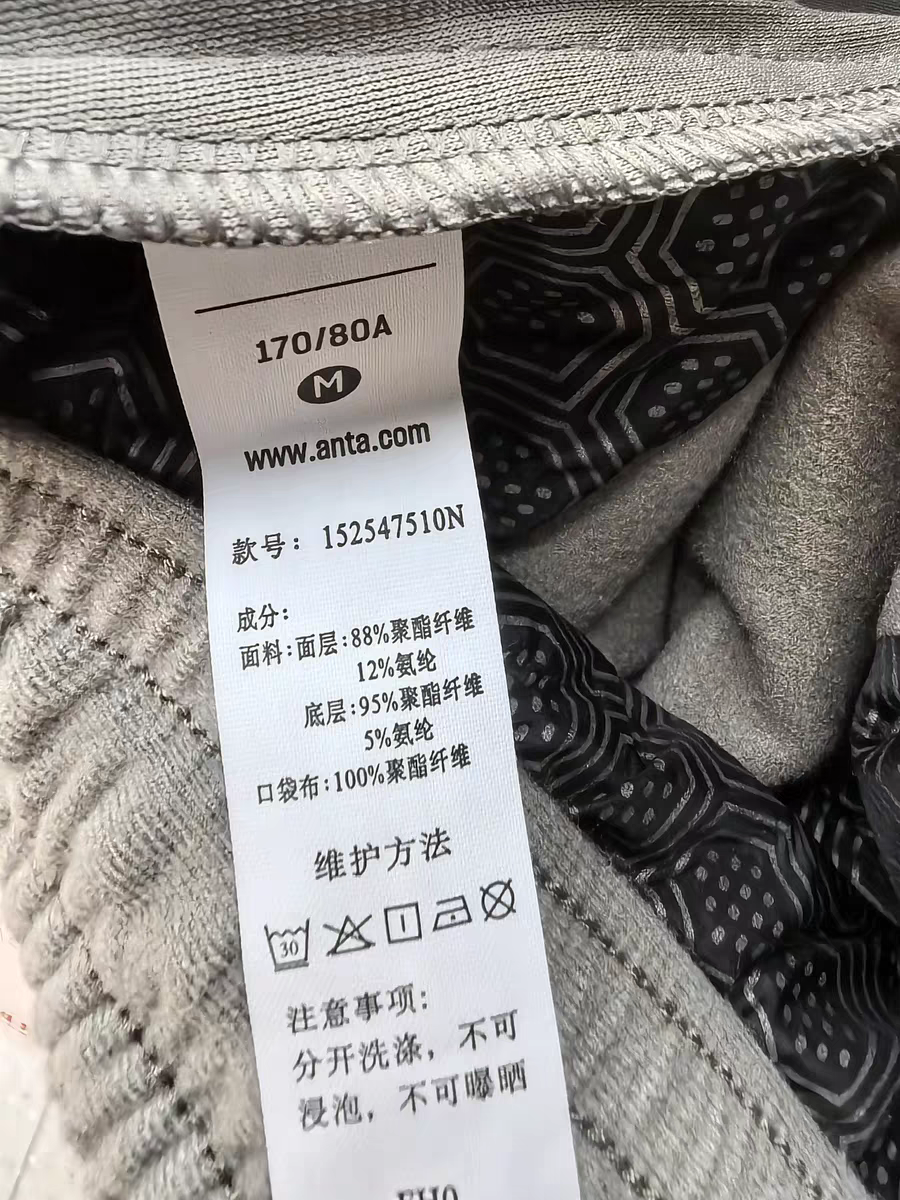 170/80A
M
www.anta.com
款号: 152547510N
成分:
面料:面层:88%聚酯纤维
12%氨纶
底层:95%聚酯纤维
5%氨纶
口袋布:100%聚酯纤维
维护方法
30
注意事项:
分开洗涤, 不可
浸泡, 不可曝晒